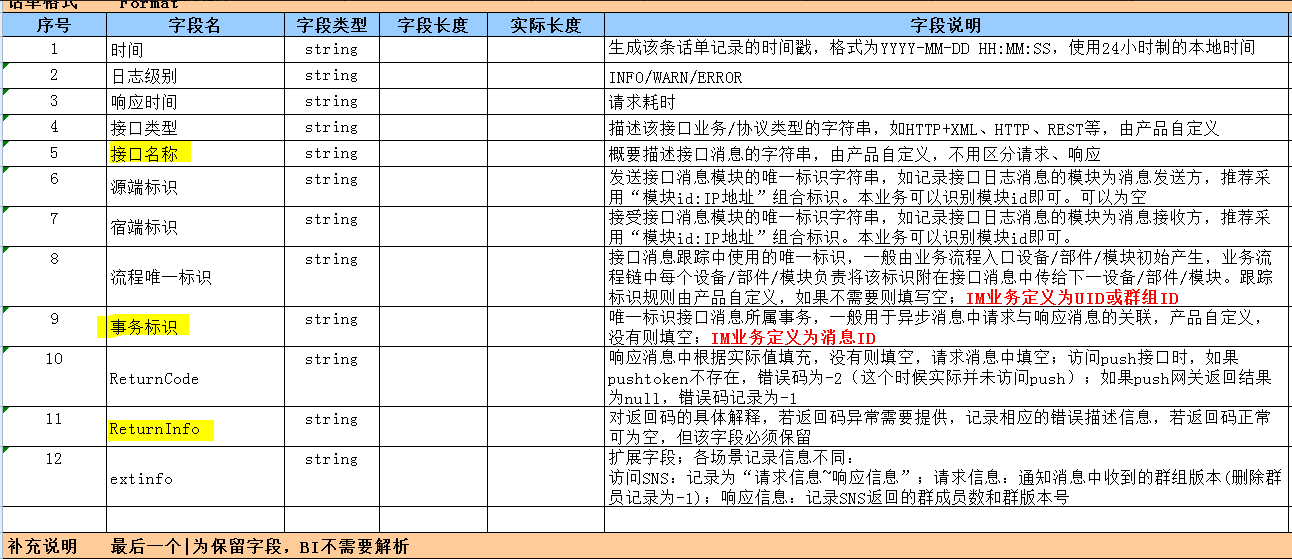 话单格式 Format
序号 字段名 字段类型 字段长度 实际长度 字段说明
1 时间 string 生成该条话单记录的时间戳，格式为YYYY-MM-DD HH:MM:SS，使用24小时制的本地时间
2 日志级别 string INFO/WARN/ERROR
3 响应时间 string 请求耗时
4 接口类型 string 描述该接口业务/协议类型的字符串，如HTTP+XML、HTTP、REST等，由产品自定义
5 接口名称 string 概要描述接口消息的字符串，由产品自定义，不用区分请求、响应
6 源端标识 string 发送接口消息模块的唯一标识字符串，如记录接口日志消息的模块为消息发送方，推荐采
用“模块id:IP地址”组合标识。本业务可以识别模块id即可。可以为空
7 宿端标识 string 接受接口消息模块的唯一标识字符串，如记录接口日志消息的模块为消息接收方，推荐采
用“模块id:IP地址”组合标识。本业务可以识别模块id即可。
8 流程唯一标识 string 接口消息跟踪中使用的唯一标识，一般由业务流程入口设备/部件/模块初始产生，业务流
程链中每个设备/部件/模块负责将该标识附在接口消息中传给下一设备/部件/模块。跟踪
标识规则由产品自定义，如果不需要则填写空；IM业务定义为UID或群组ID
9 事务标识 string 唯一标识接口消息所属事务，一般用于异步消息中请求与响应消息的关联，产品自定义，
没有则填空；IM业务定义为消息ID
10 ReturnCode string 响应消息中根据实际值填充，没有则填空，请求消息中填空；访问push接口时，如果
pushtoken不存在，错误码为-2（这个时候实际并未访问push）；如果push网关返回结果
为null，错误码记录为-1
11 ReturnInfo string 对返回码的具体解释，若返回码异常需要提供，记录相应的错误描述信息，若返回码正常
可为空，但该字段必须保留
12 extinfo string 扩展字段；各场景记录信息不同：
访问SNS：记录为“请求信息~响应信息”；请求信息：通知消息中收到的群组版本(删除群
员记录为-1)；响应信息：记录SNS返回的群成员数和群版本号
补充说明 最后一个|为保留字段，BI不需要解析